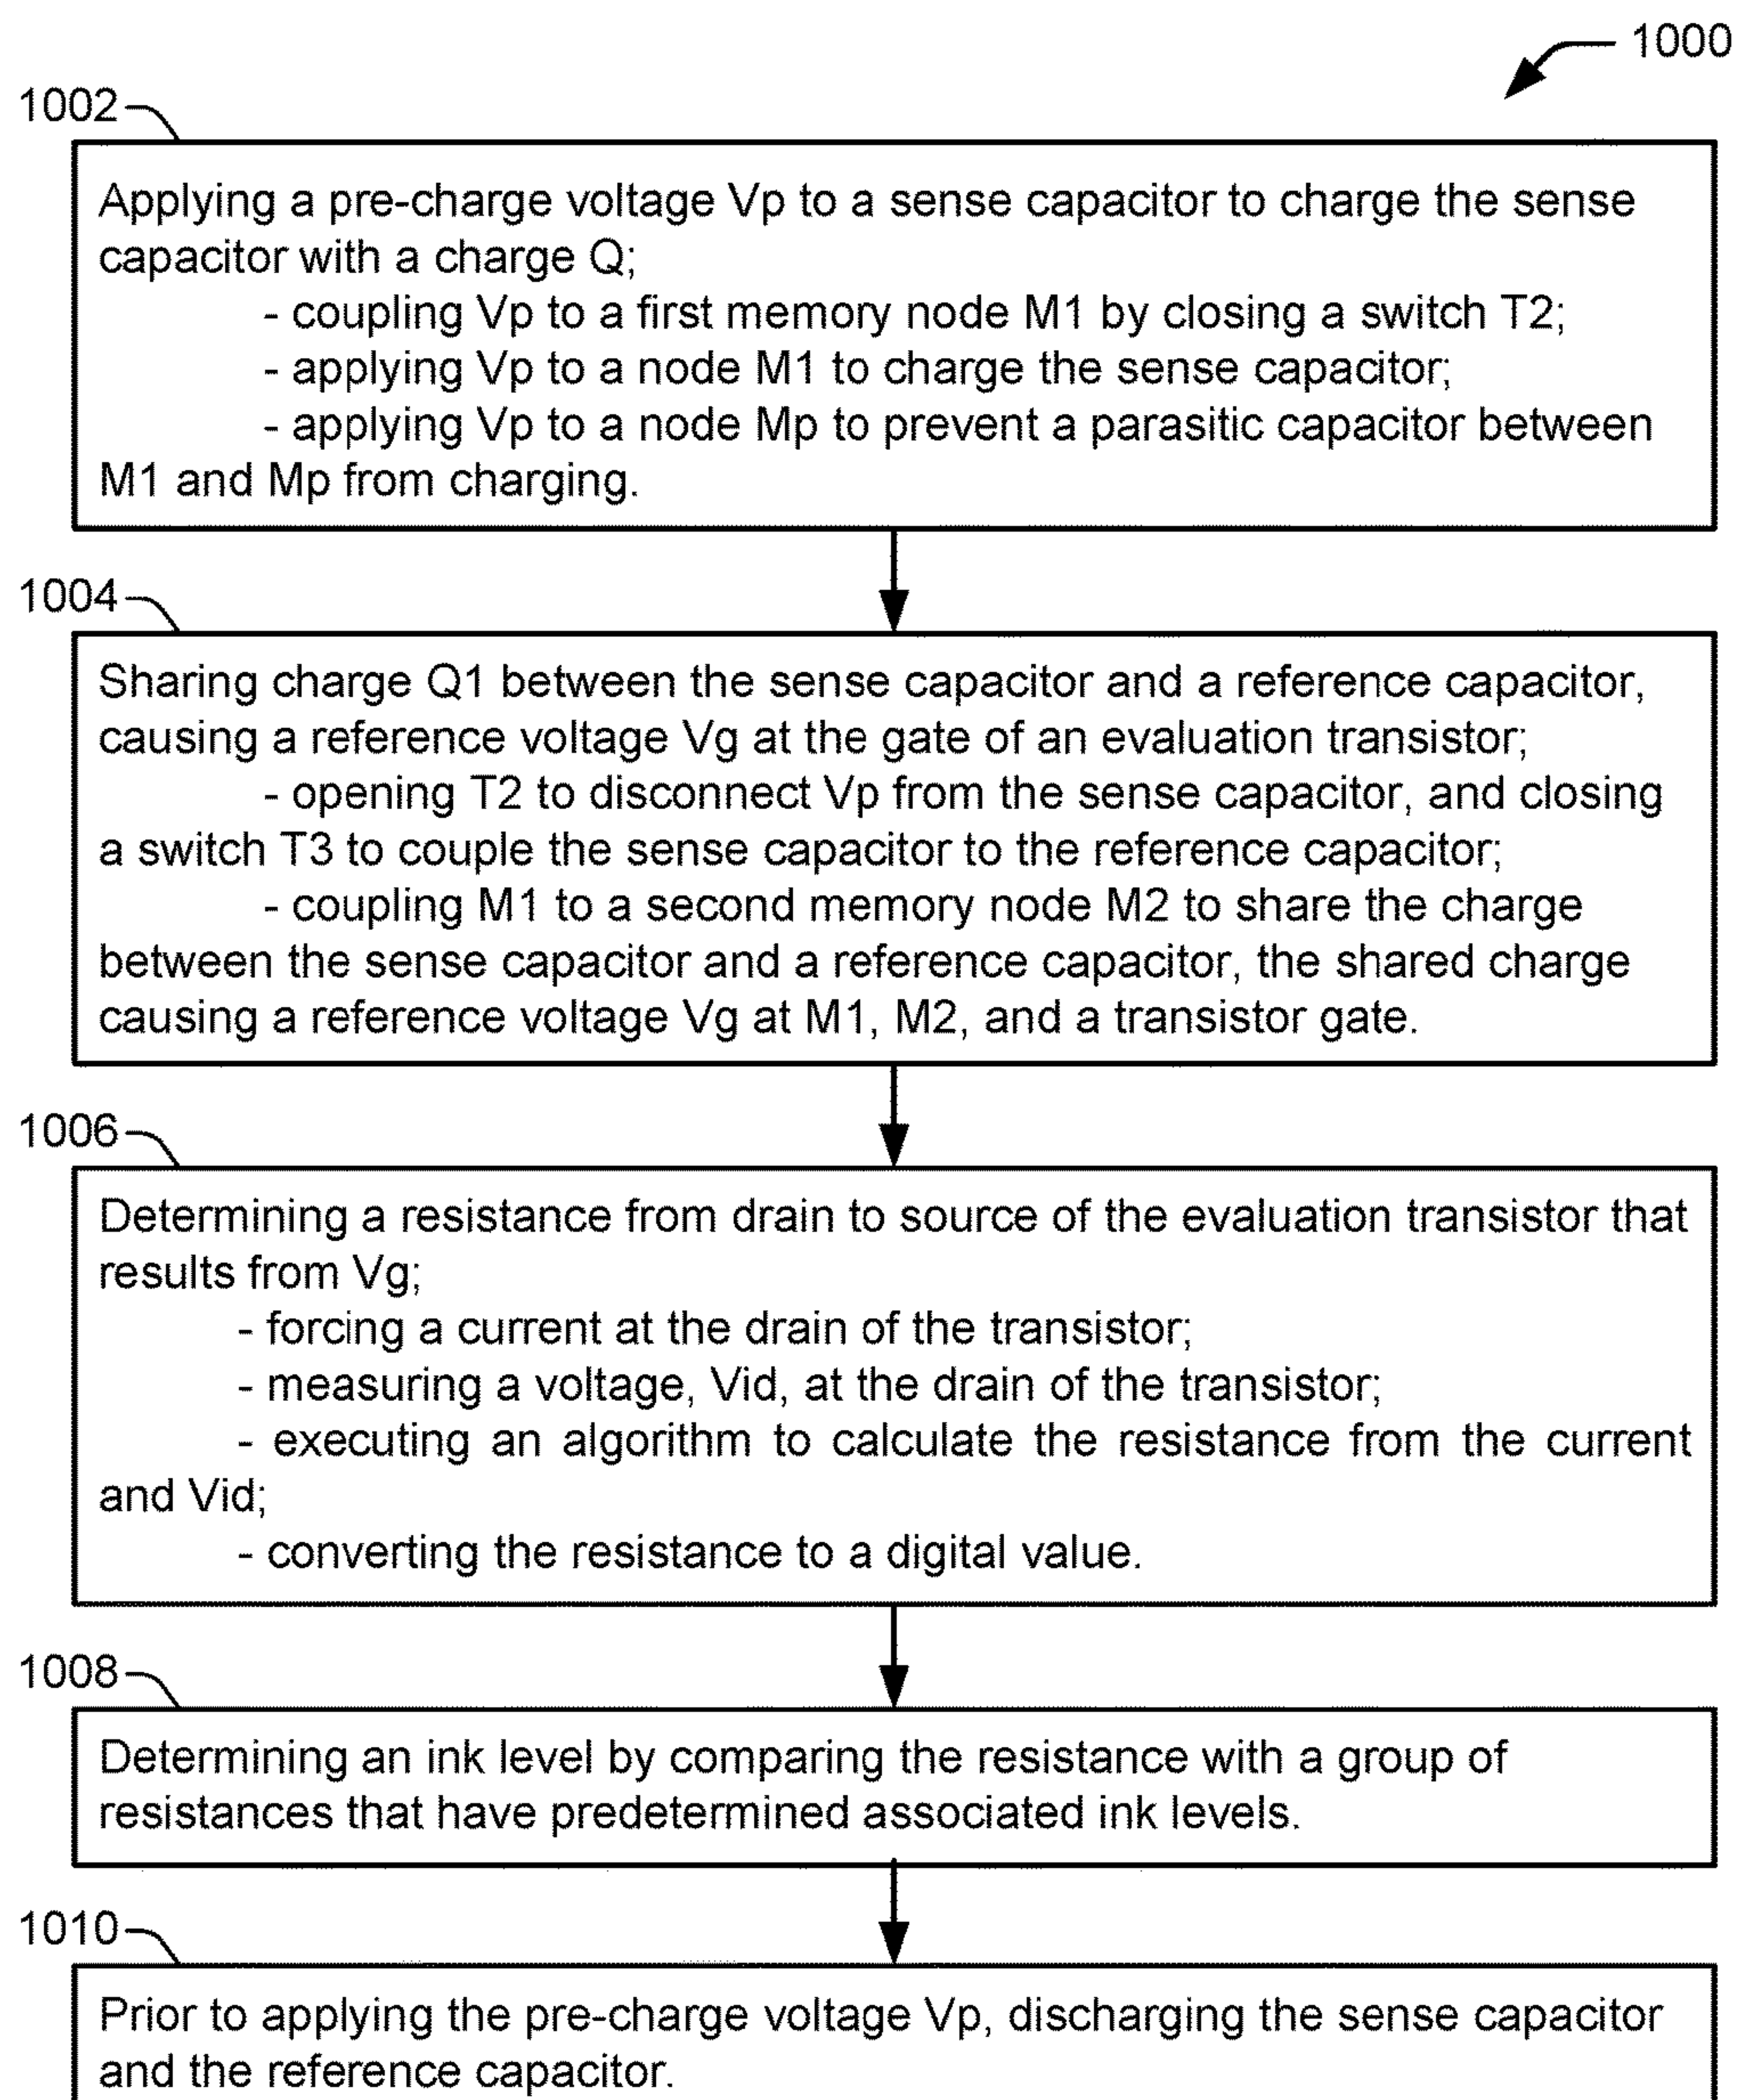 1000
1002
Applying a pre-charge voltage Vp to a sense capacitor to charge the sense
capacitor with a charge Q;
- coupling Vp to a first memory node M1 by closing a switch T2;
- applying Vp to a node M1 to charge the sense capacitor;
- applying Vp to a node Mp to prevent a parasitic capacitor between
M1 and Mp from charging.
1004
Sharing charge Q1 between the sense capacitor and a reference capacitor,
causing a reference voltage Vg at the gate of an evaluation transistor;
- opening T2 to disconnect Vp from the sense capacitor, and closing
a switch T3 to couple the sense capacitor to the reference capacitor;
- coupling M1 to a second memory node M2 to share the charge
between the sense capacitor and a reference capacitor, the shared charge
causing a reference voltage Vg at M1, M2, and a transistor gate.
1006
Determining a resistance from drain to source of the evaluation transistor that
results from Vg;
- forcing a current at the drain of the transistor;
- measuring a voltage, Vid, at the drain of the transistor;
- executing an algorithm to calculate the resistance from the current
and Vid;
- converting the resistance to a digital value.
1008
Determining an ink level by comparing the resistance with a group of
resistances that have predetermined associated ink levels.
1010
Prior to applying the pre-charge voltage Vp, discharging the sense capacitor
and the reference capacitor.